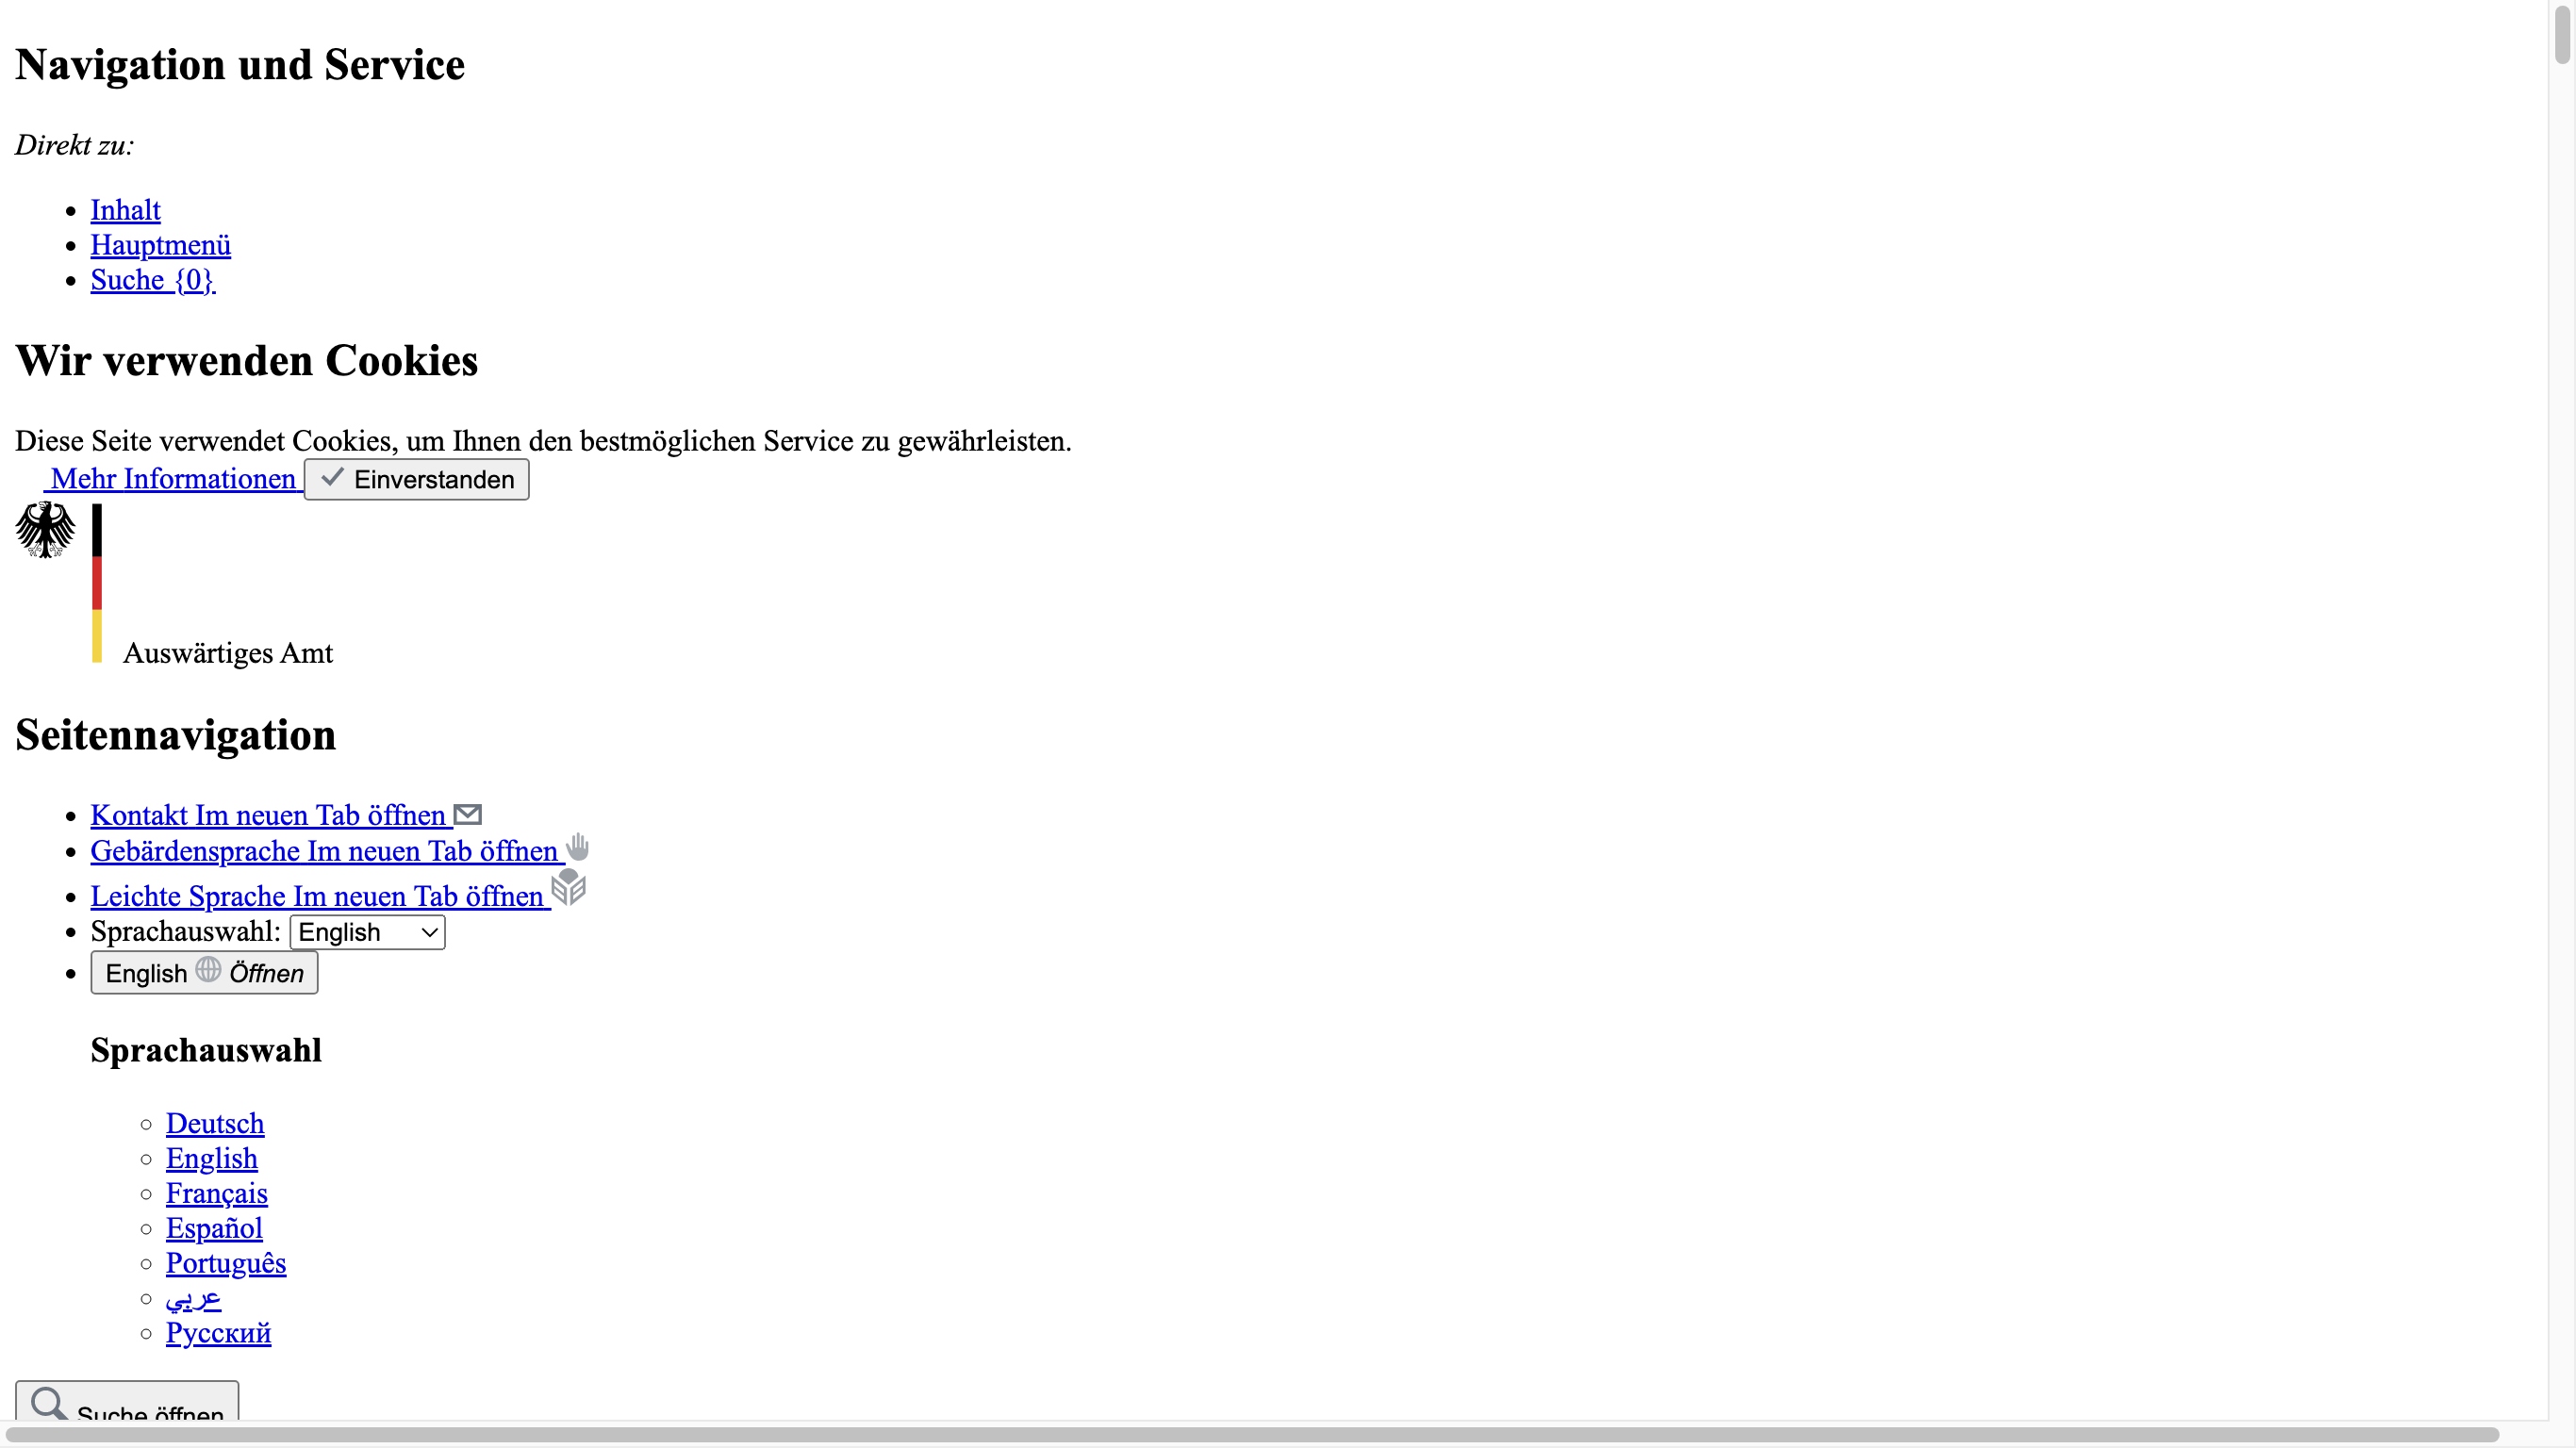 Navigation und Service
Direkt zu:
Inhalt
Hauptmenü
Suche {0}
Wir verwenden Cookies
Diese Seite verwendet Cookies, um Ihnen den bestmöglichen Service zu gewährleisten.
Mehr Informationen Einverstanden
Auswärtiges Amt
Seitennavigation
Kontakt Im neuen Tab öffnen
Gebärdensprache Im neuen Tab öffnen
Leichte Sprache Im neuen Tab öffnen
Sprachauswahl: English
English Öffnen
Sprachauswahl
Deutsch
English
Français
Español
Português
عربي
Русский
Suche öffnen